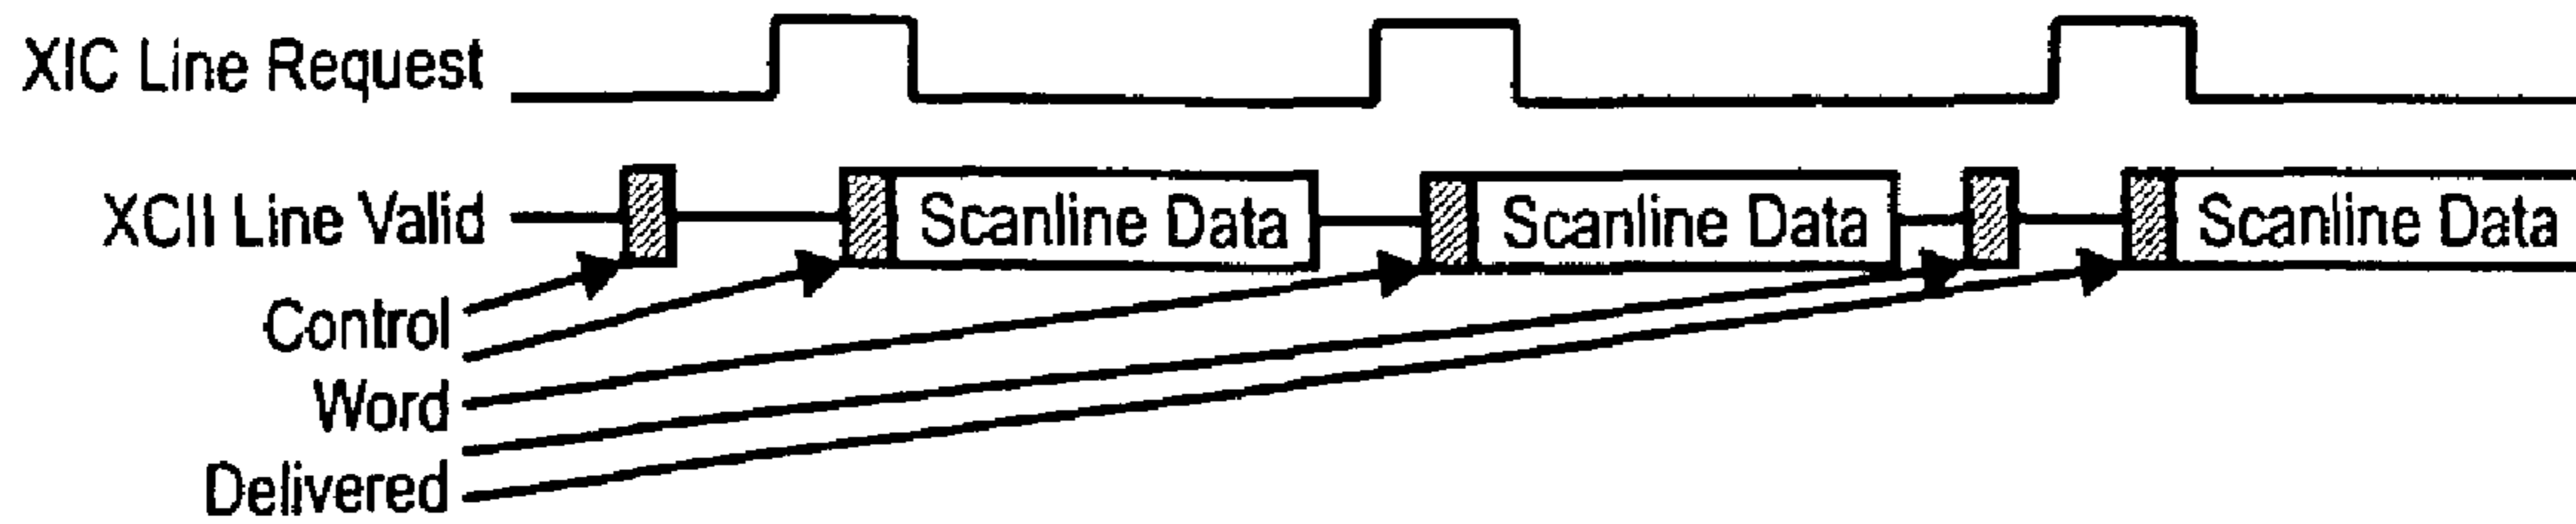 XIC Line Request
XCII Line Valid
Scanline Data
Scanline Data
Scanline Data
Control
Word
Delivered